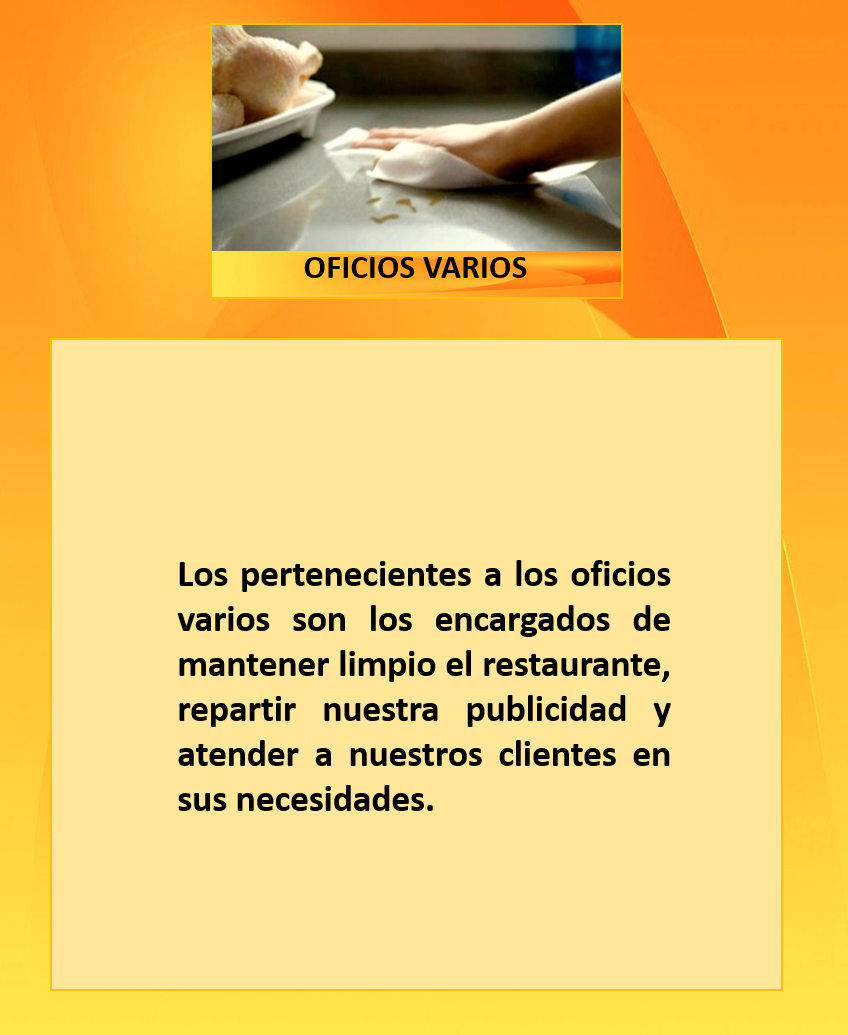 OFICIOS VARIOS
Los pertenecientes a los oficios
varios son los encargados de
mantener limpio el restaurante,
repartir nuestra publicidad y
atender a nuestros clientes en
sus necesidades.